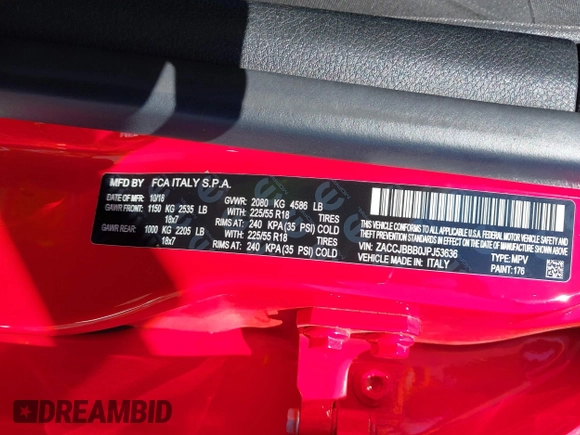 MFD BY FCA ITALY S.P.A.
DATE OF MFR: 10/18 GVWR: 2080 KG 4586 LB
GAWR FRONT: 1150 KG 2535 LB 225/55 R18 TIRES
18x7 RIMS AT: 240 KPA(35 PSI) COLD
GAWR REAR: 1000 KG 2205 LB 225/55 R18 TIRES
18x7 RIMS AT: 240 KPA(35 PSI) COLD
THIS VEHICLE CONFORMS TO ALL APPLICABLE U.S.A. FEDERAL MOTOR VEHICLE SAFETY AND
THEFT PREVENTION STANDARDS IN EFFECT ON THE DATE OF MANUFACTURE SHOWN ABOVE.
VIN: ZACCJBBB0JPJ53636 TYPE: MPV
VEHICLE MADE IN: ITALY PAINT: 176
DREAMBID